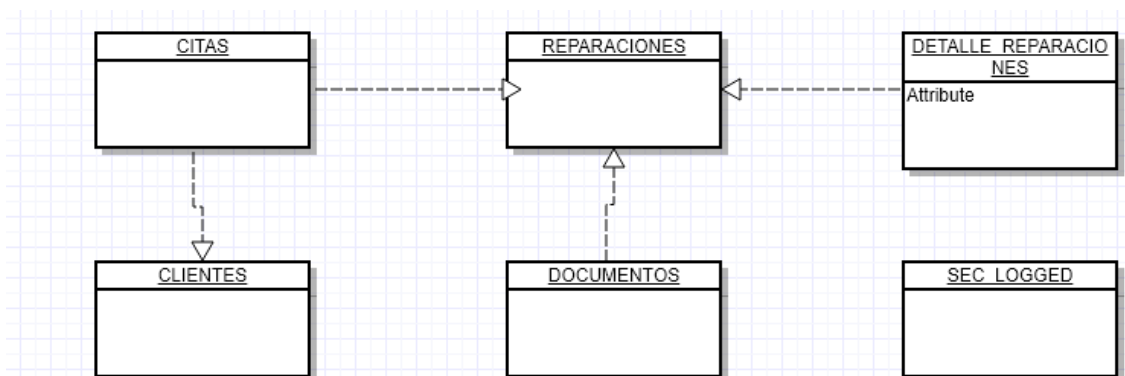 CITAS
REPARACIONES
DETALLE_REPARACIO
NES
Attribute
CLIENTES
DOCUMENTOS
SEC_LOGGED